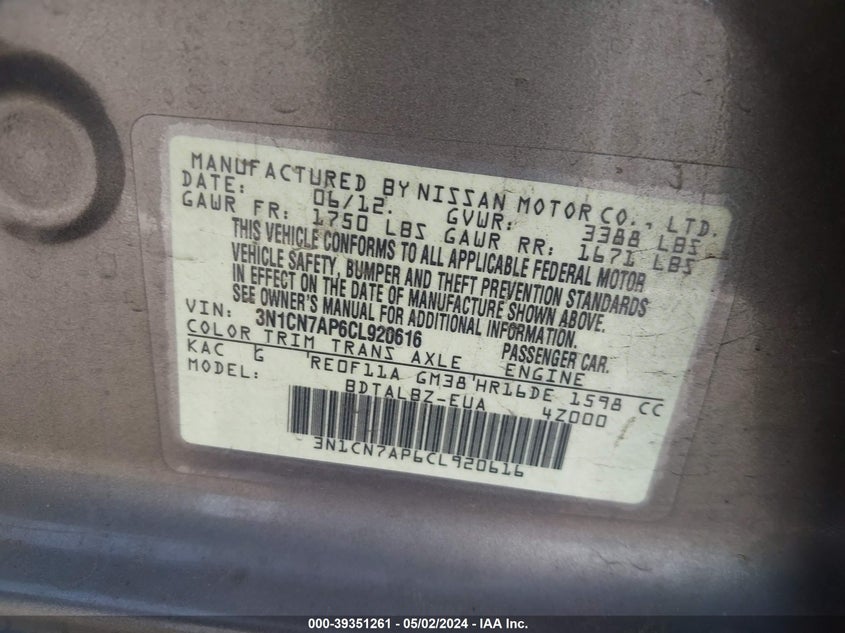 MANUFACTURED BY NISSAN MOTOR CO., LTD.
DATE: 06/12. GVWR: 3388 LBS
GAWR FR: 1750 LBS GAWR RR: 1671 LBS
THIS VEHICLE CONFORMS TO ALL APPLICABLE FEDERAL MOTOR
VEHICLE SAFETY, BUMPER AND THEFT PREVENTION STANDARDS
IN EFFECT ON THE DATE OF MANUFACTURE SHOWN ABOVE.
SEE OWNER'S MANUAL FOR ADDITIONAL INFORMATION.
VIN: 3N1CN7AP6CL920616 PASSENGER CAR.
COLOR TRIM TRANS AXLE ENGINE
KAC G RE0F11A GM38 HR16DE 1598 CC
MODEL: BDTALBZ-EUA 4Z000
3N1CN7AP6CL920616
000-39351261 - 05/02/2024 - IAA Inc.